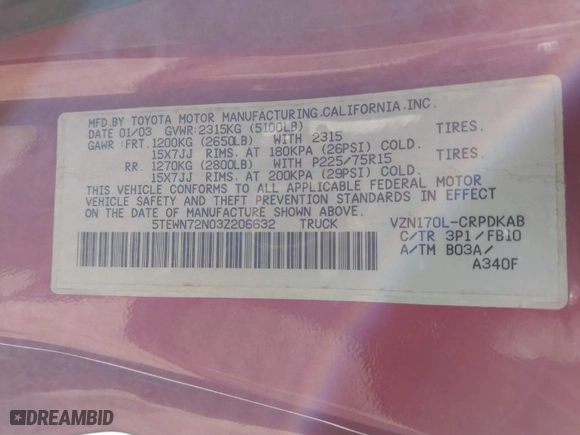 MFD.BY TOYOTA MOTOR MANUFACTURING,CALIFORNIA,INC.
DATE 01/03 GVWR:2315KG (5100LB)
GAWR :FRT.1200KG (2650LB) WITH 2315 TIRES.
15X7JJ RIMS. AT 180KPA (26PSI) COLD.
RR. 1270KG (2800LB) WITH P225/75R15 TIRES.
15X7JJ RIMS. AT 200KPA (29PSI) COLD.
THIS VEHICLE CONFORMS TO ALL APPLICABLE FEDERAL MOTOR
VEHICLE SAFETY AND THEFT PREVENTION STANDARDS IN EFFECT
ON THE DATE OF MANUFACTURE SHOWN ABOVE.
5TEWN72N03Z206632 TRUCK
VZN170L-CRPDKAB
C/TR 3P1/FB10
A/TM B03A/
A340F
DREAMBID